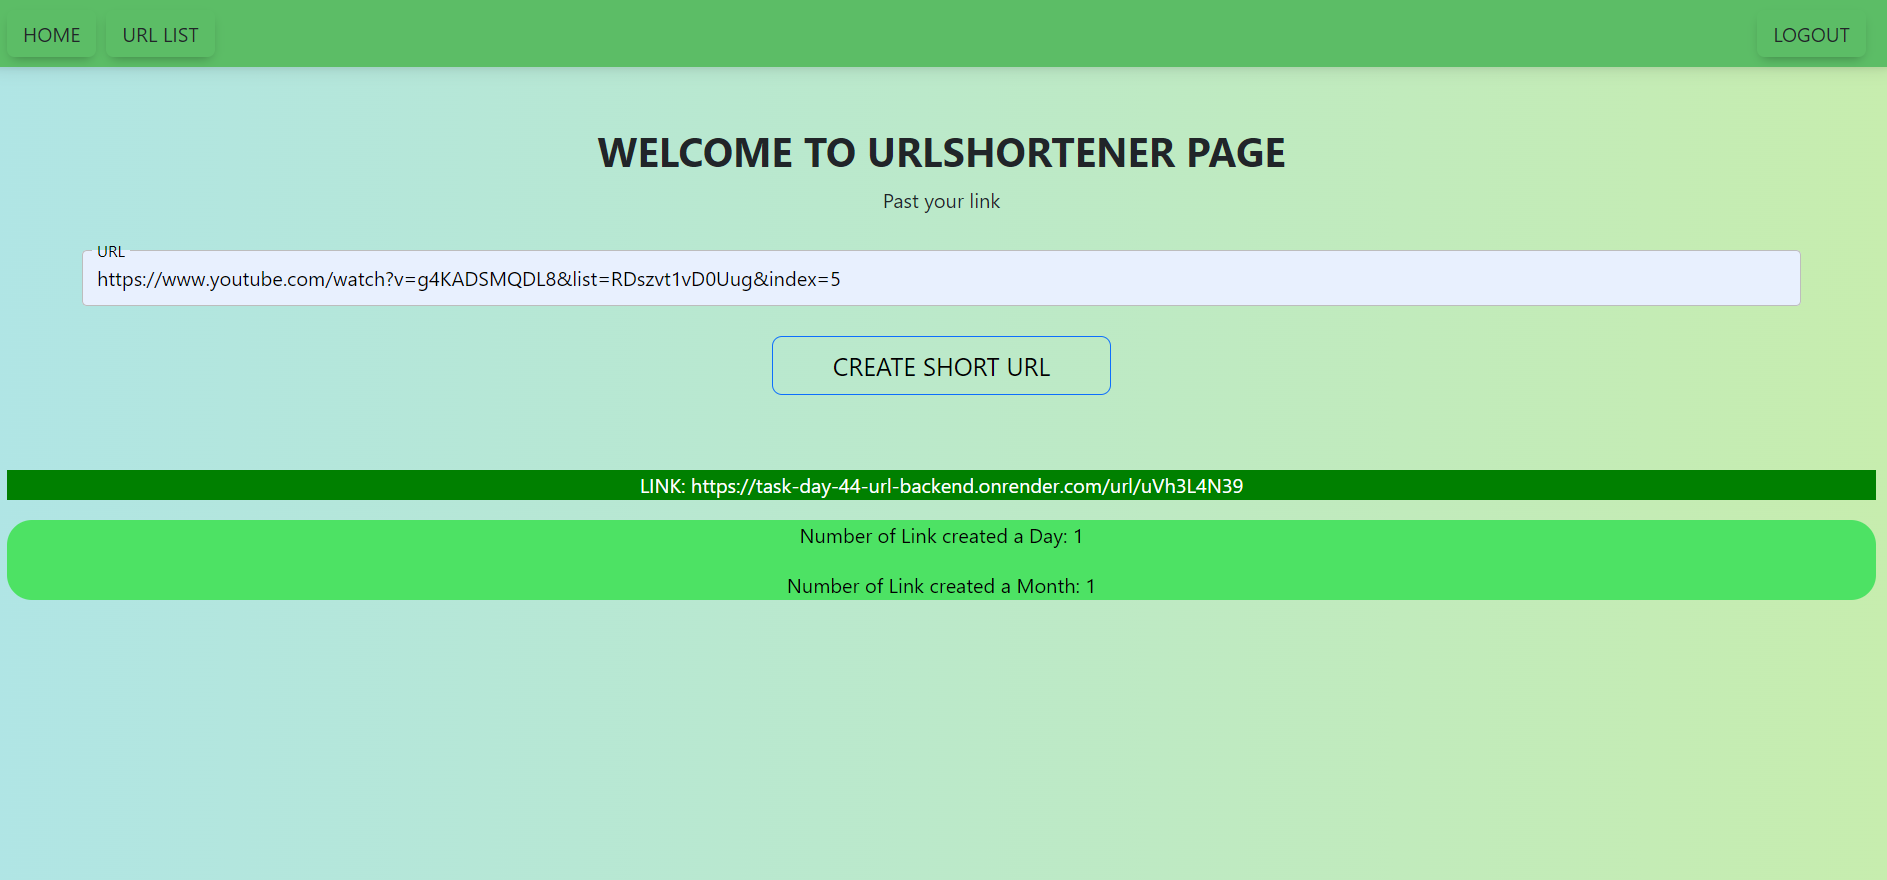 HOME URL LIST LOGOUT
WELCOME TO URLSHORTENER PAGE
Past your link
URL
https://www.youtube.com/watch?v=g4KADSMQDL8&list=RDszvt1vD0Uug&index=5
CREATE SHORT URL
LINK: https://task-day-44-url-backend.onrender.com/url/uVh3L4N39
Number of Link created a Day: 1
Number of Link created a Month: 1